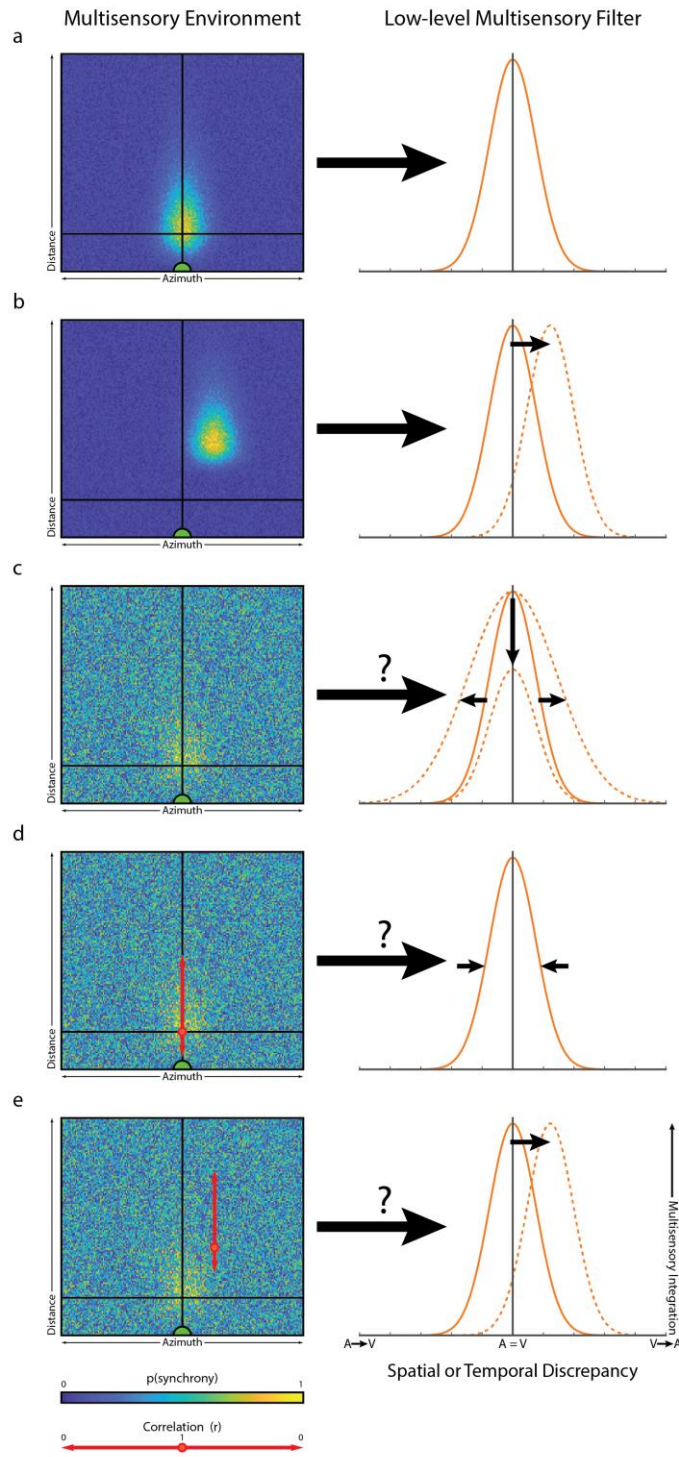 Multisensory Environment
Low-level Multisensory Filter
a
Distance
Azimuth
b
Distance
Azimuth
c
Distance
Azimuth
?
d
Distance
Azimuth
?
e
Distance
Azimuth
?
Multisensory Integration
A→V
A = V
V→A
Spatial or Temporal Discrepancy
0
p(synchrony)
1
Correlation (r)
0
1
0